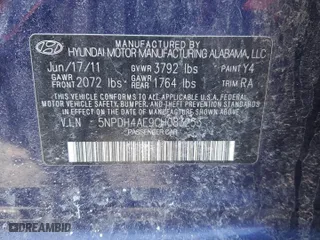 MANUFACTURED BY
HYUNDAI MOTOR MANUFACTURING ALABAMA, LLC
Jun/17/11 GVWR 3792 lbs PAINT Y4
GAWR FRONT 2072 lbs GAWR REAR 1764 lbs TRIM RA
THIS VEHICLE CONFORMS TO ALL APPLICABLE U.S. FEDERAL
MOTOR VEHICLE SAFETY, BUMPER, AND THEFT PREVENTION
STANDARDS IN EFFECT ON THE DATE OF MANUFACTURE
SHOWN ABOVE.
V.I.N
PASSENGER CAR